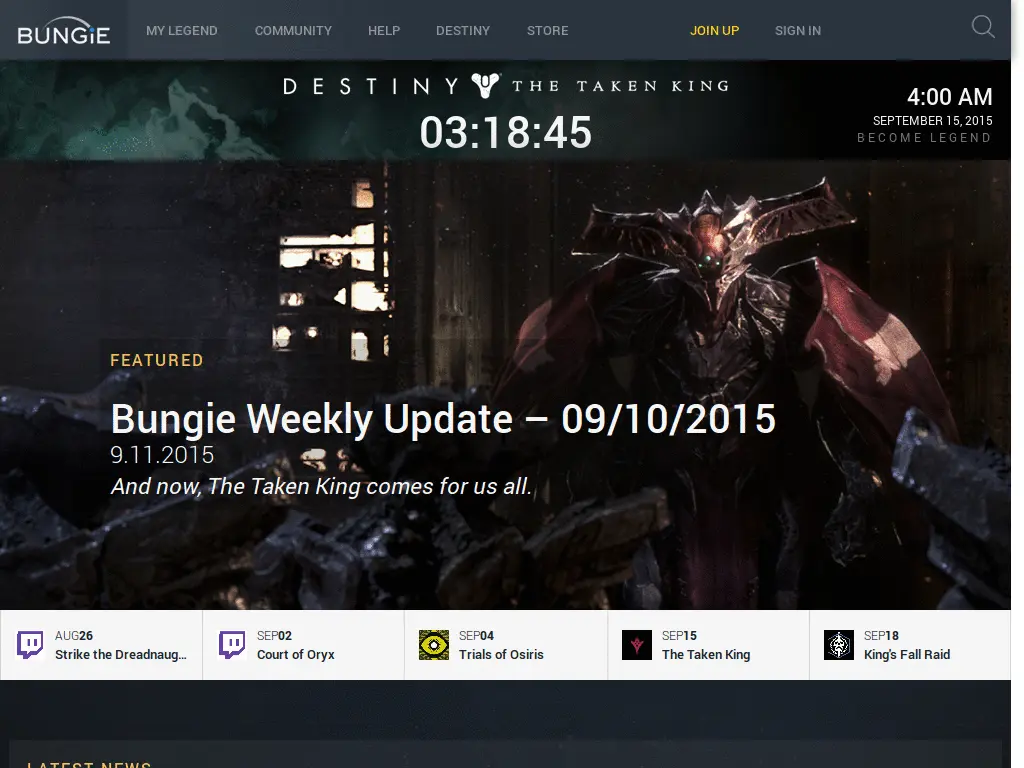 BUNGIE MY LEGEND COMMUNITY HELP DESTINY STORE JOIN UP SIGN IN
DESTINY THE TAKEN KING
03:18:45
4:00 AM
SEPTEMBER 15, 2015
BECOME LEGEND
FEATURED
Bungie Weekly Update – 09/10/2015
9.11.2015
And now, The Taken King comes for us all.
AUG26
Strike the Dreadnaug...
SEP02
Court of Oryx
SEP04
Trials of Osiris
SEP15
The Taken King
SEP18
King's Fall Raid
LATEST NEWS